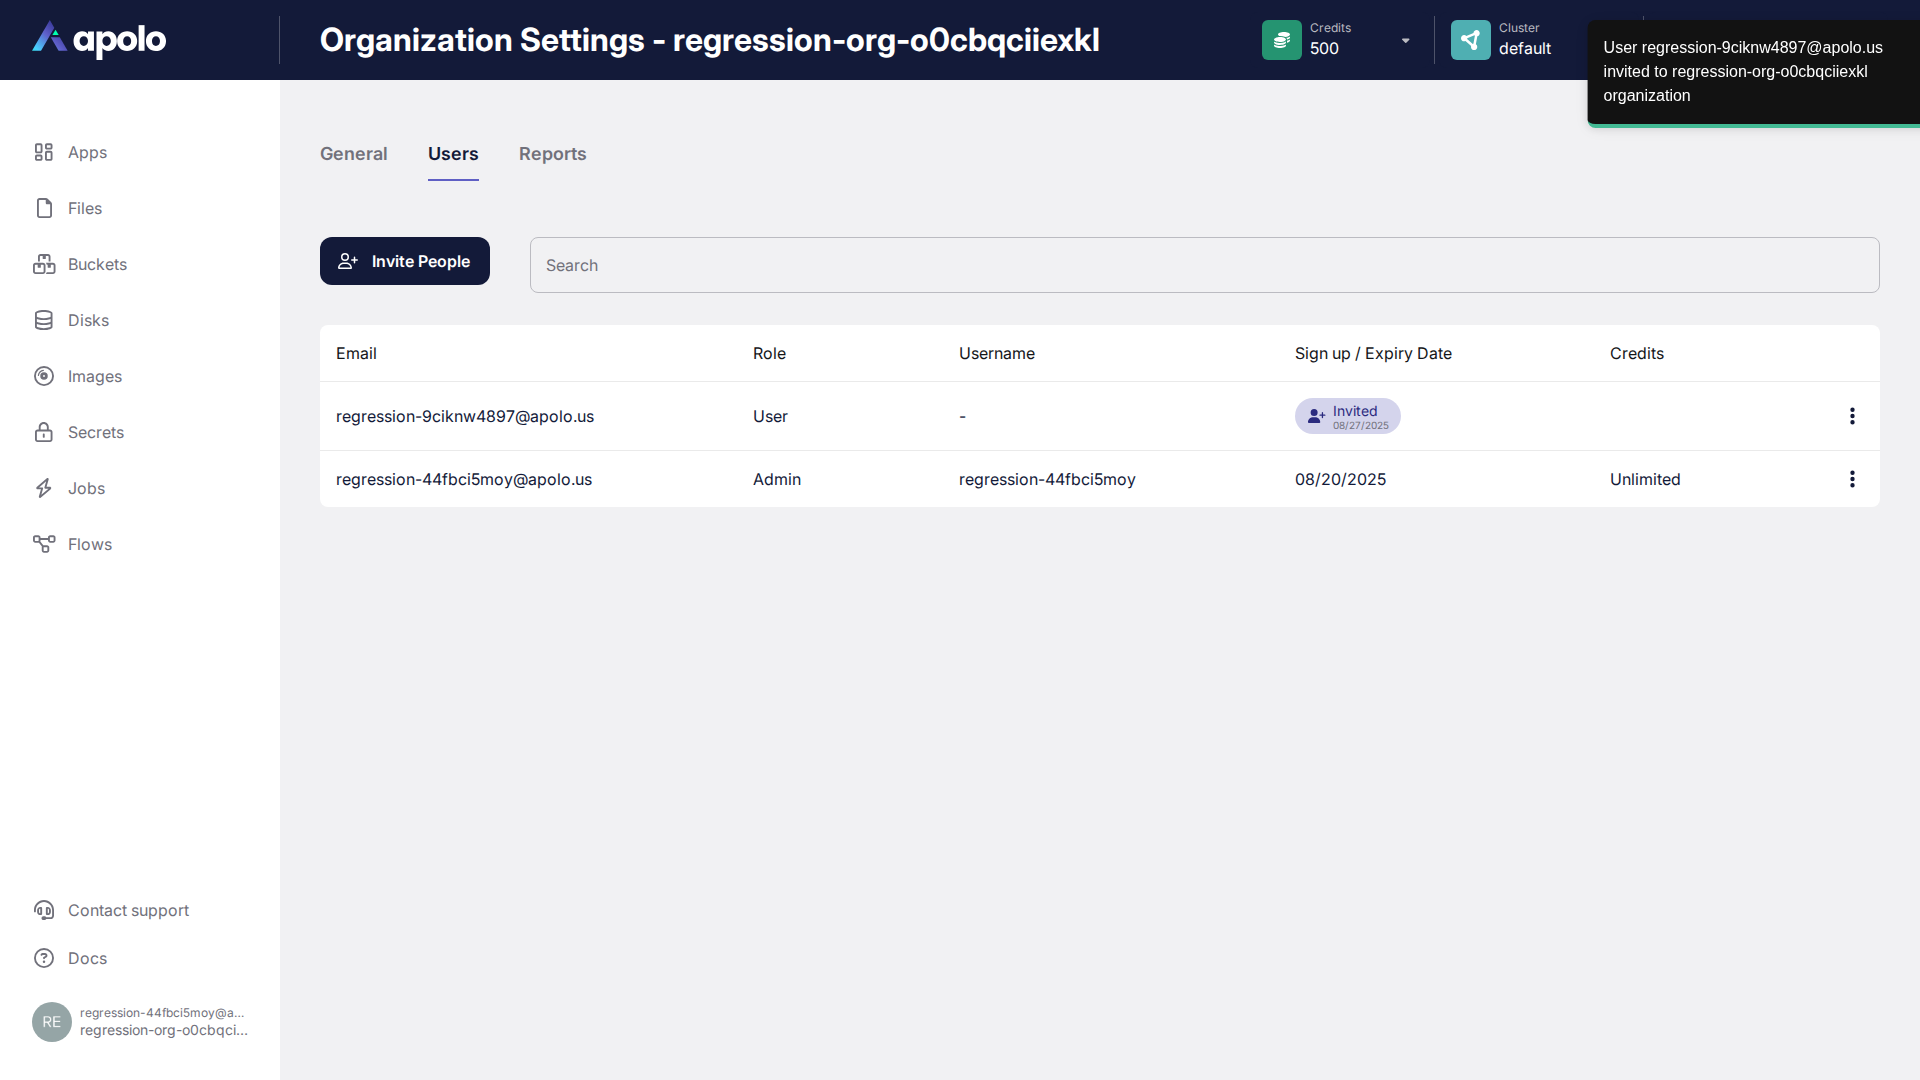 apolo
Organization Settings - regression-org-o0cbqciiexkl
Credits
500
Cluster
default
User regression-9ciknw4897@apolo.us
invited to regression-org-o0cbqciiexkl
organization
Apps
Files
Buckets
Disks
Images
Secrets
Jobs
Flows
General
Users
Reports
Invite People
Search
Email Role Username Sign up / Expiry Date Credits
regression-9ciknw4897@apolo.us User - Invited
08/27/2025
regression-44fbci5moy@apolo.us Admin regression-44fbci5moy 08/20/2025 Unlimited
Contact support
Docs
RE
regression-44fbci5moy@a...
regression-org-o0cbqci...